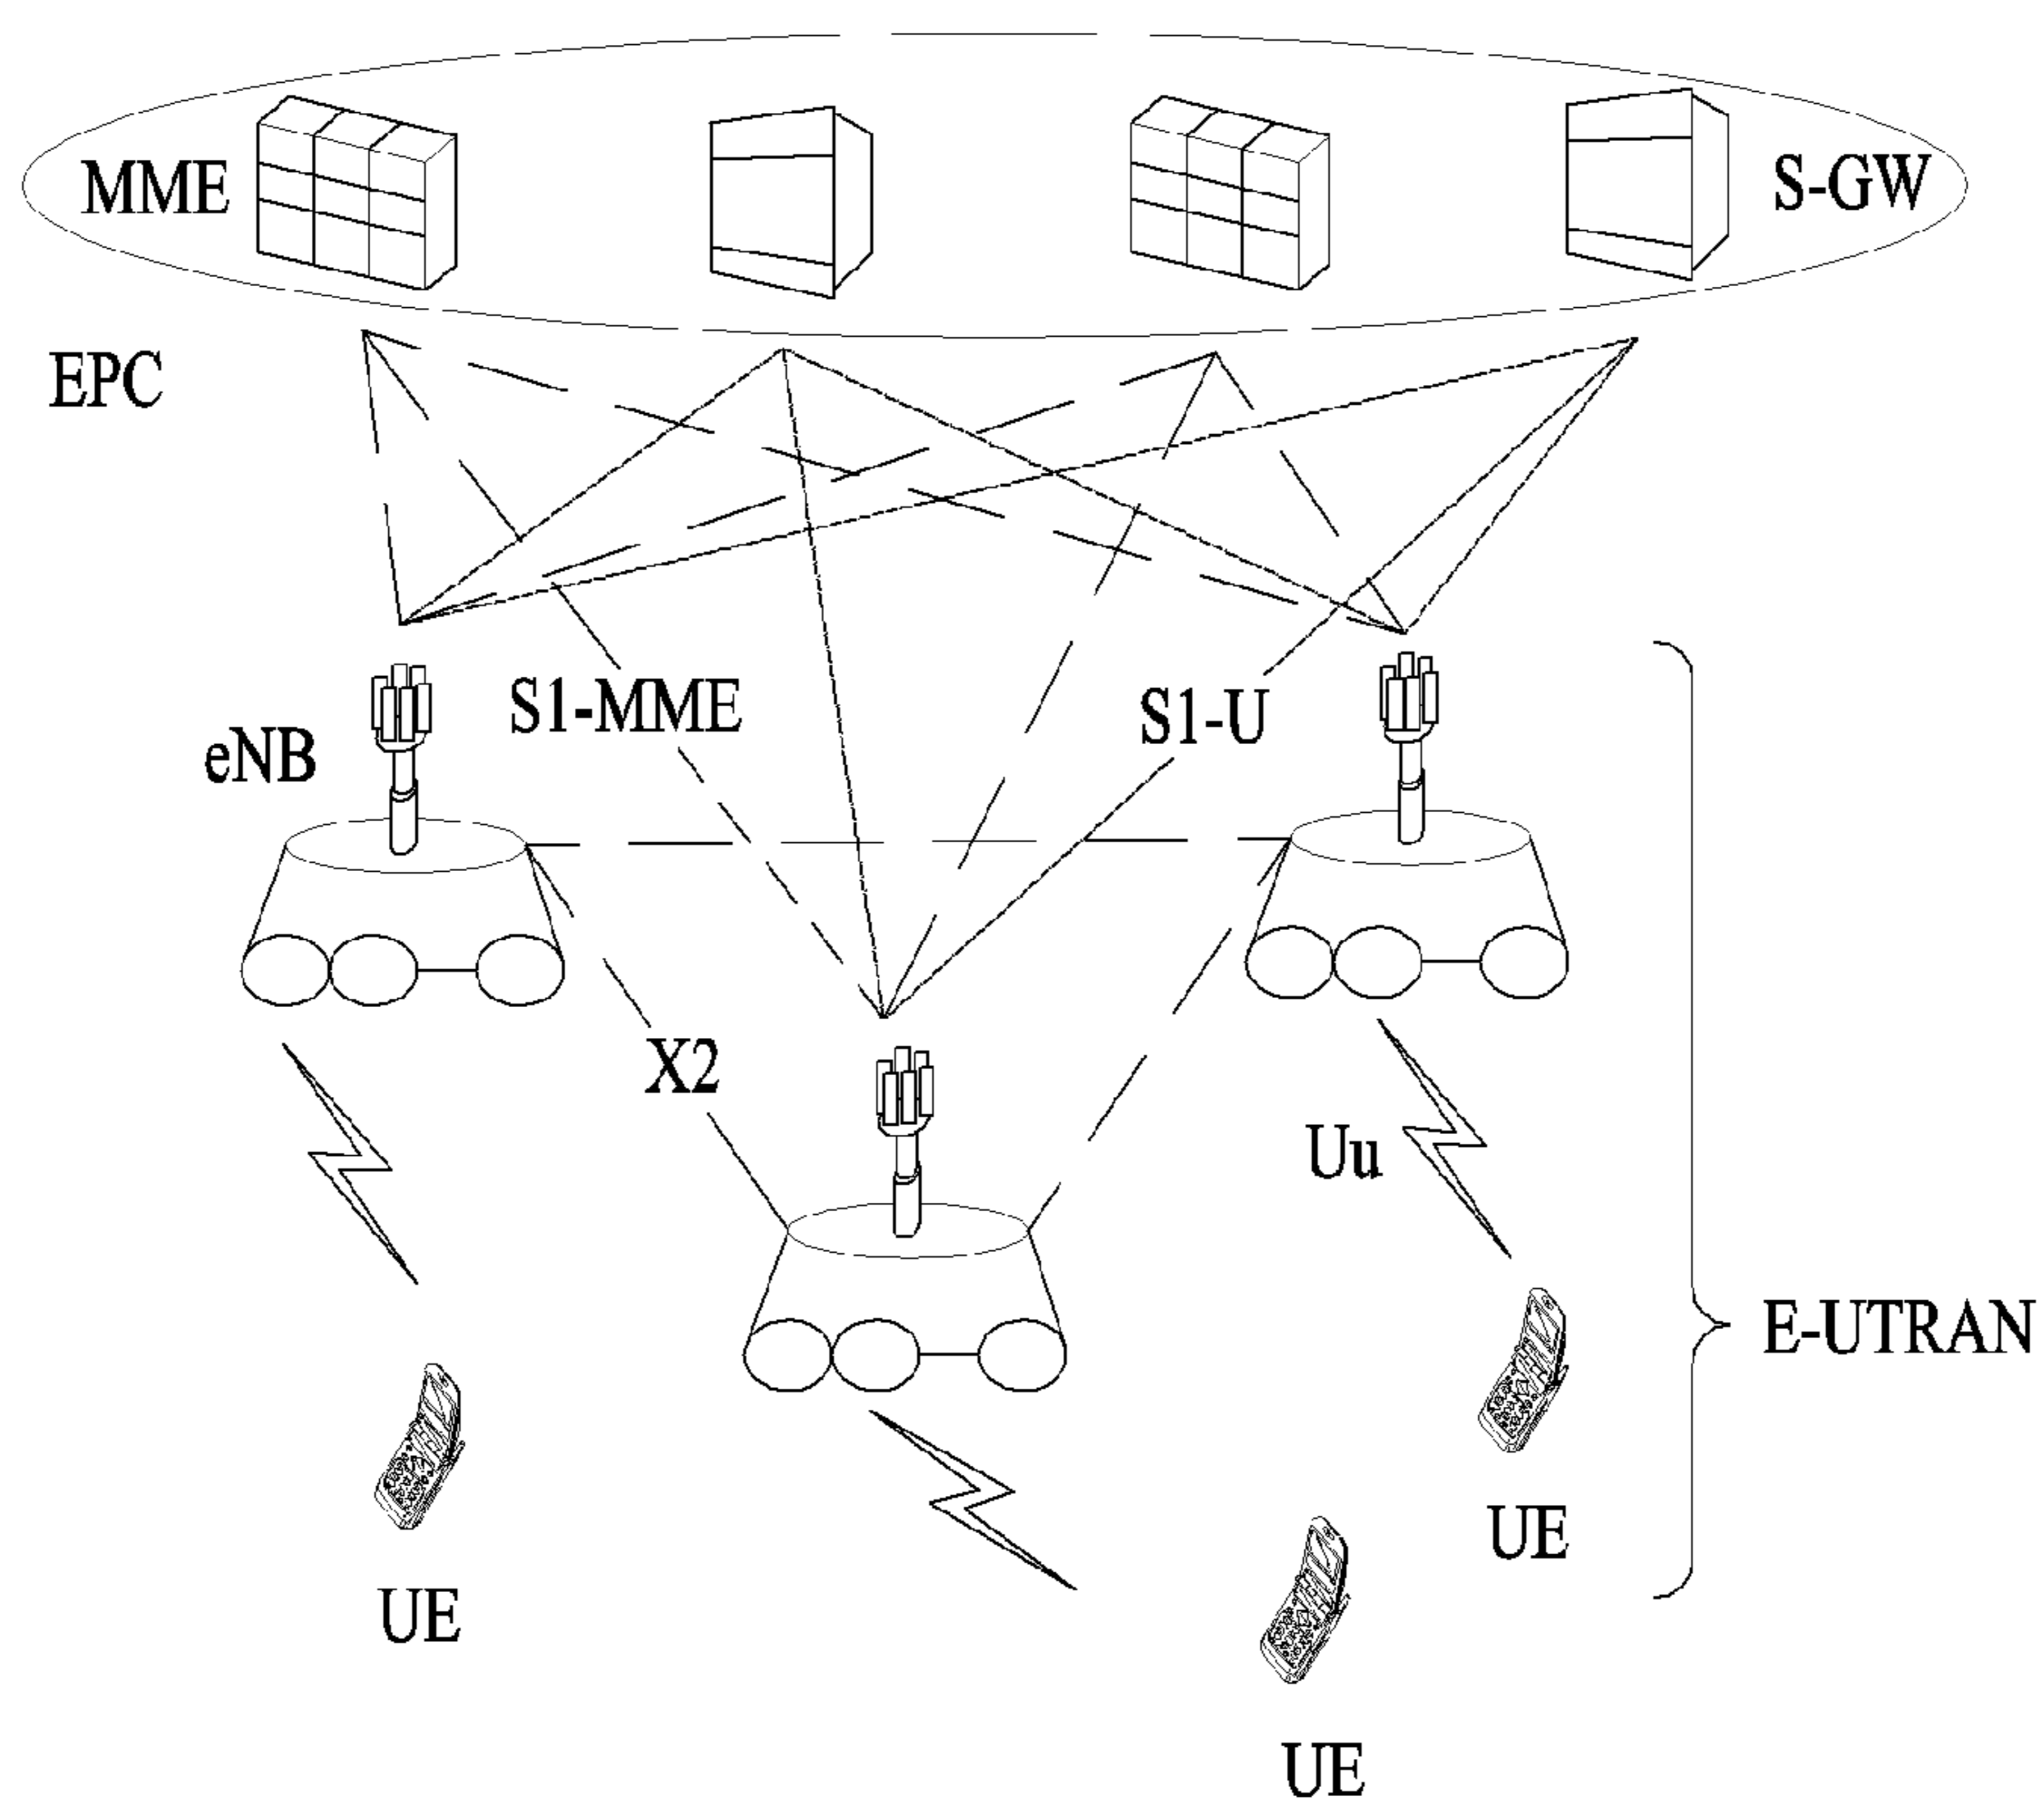 MME
S-GW
EPC
S1-MME
S1-U
eNB
X2
Uu
E-UTRAN
UE
UE
UE